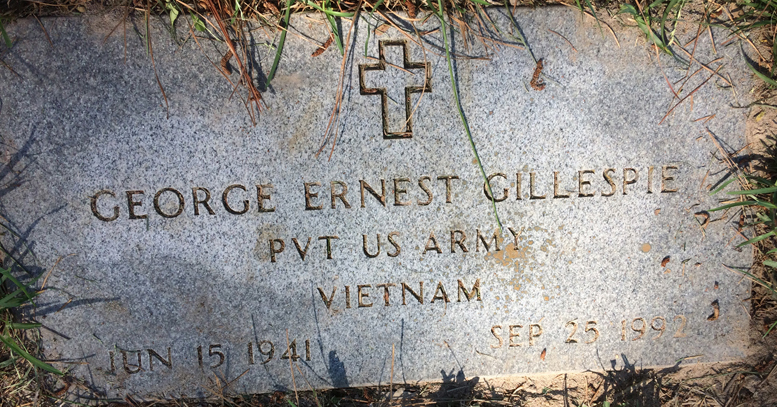 GEORGE ERNEST GILLESPIE
PVT US ARMY
VIETNAM
JUN 15 1941
SEP 25 1992